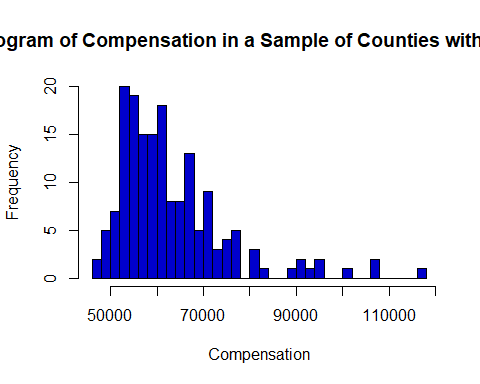 ogram of Compensation in a Sample of Counties with
Frequency
20
15
10
5
0
50000 70000 90000 110000
Compensation